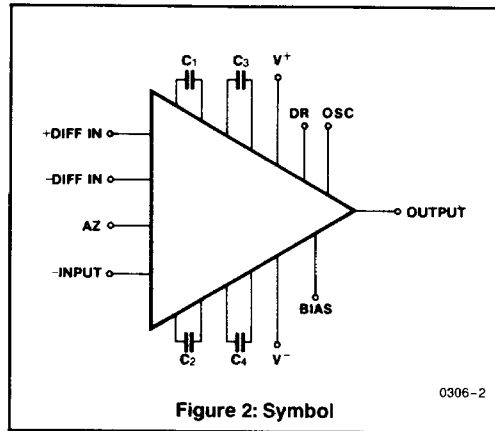 C1 C3 V+
DR OSC
+DIFF IN
-DIFF IN
AZ
-INPUT
OUTPUT
BIAS
C2 C4 V-
0306-2
Figure 2: Symbol